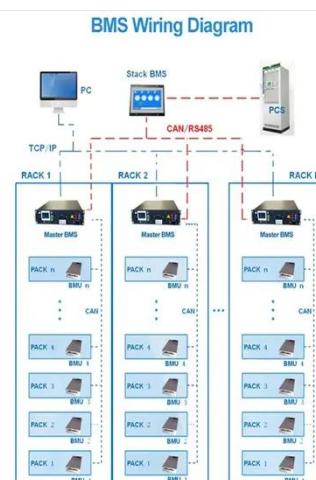 BMS Wiring Diagram
Stack BMS
PC
PCS
CAN/RS485
TCP/IP
RACK 1
RACK 2
RACK
Master BMS
Master BMS
Master BMS
PACK n
PACK n
PACK n
BMU n
BMU n
BMU n
CAN
CAN
CAN
PACK 4
PACK 4
PACK 4
BMU 4
BMU 4
BMU 4
PACK 3
PACK 3
PACK 3
BMU 3
BMU 3
BMU 3
PACK 2
PACK 2
PACK 2
BMU 2
BMU 2
BMU 2
PACK 1
PACK 1
PACK 1